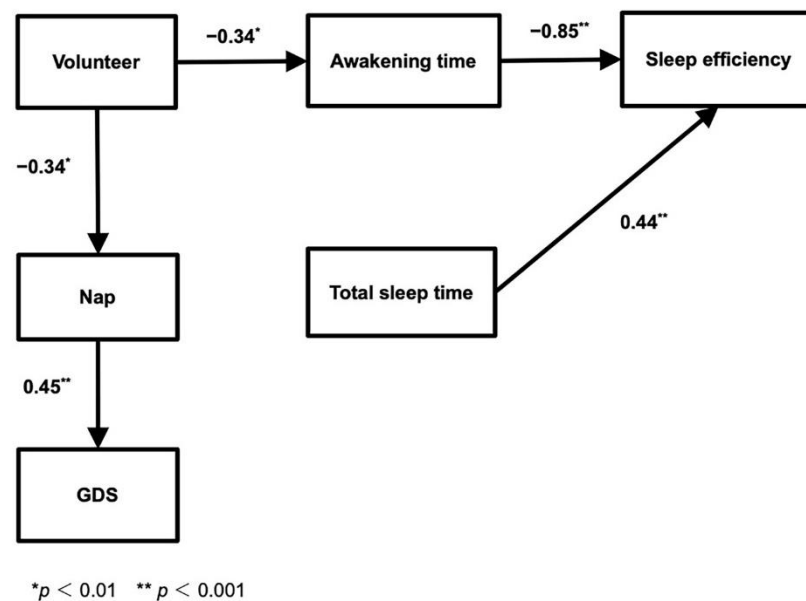 −0.34*
−0.85**
Volunteer
Awakening time
Sleep efficiency
−0.34*
0.44**
Nap
Total sleep time
0.45**
GDS
*p < 0.01 ** p < 0.001